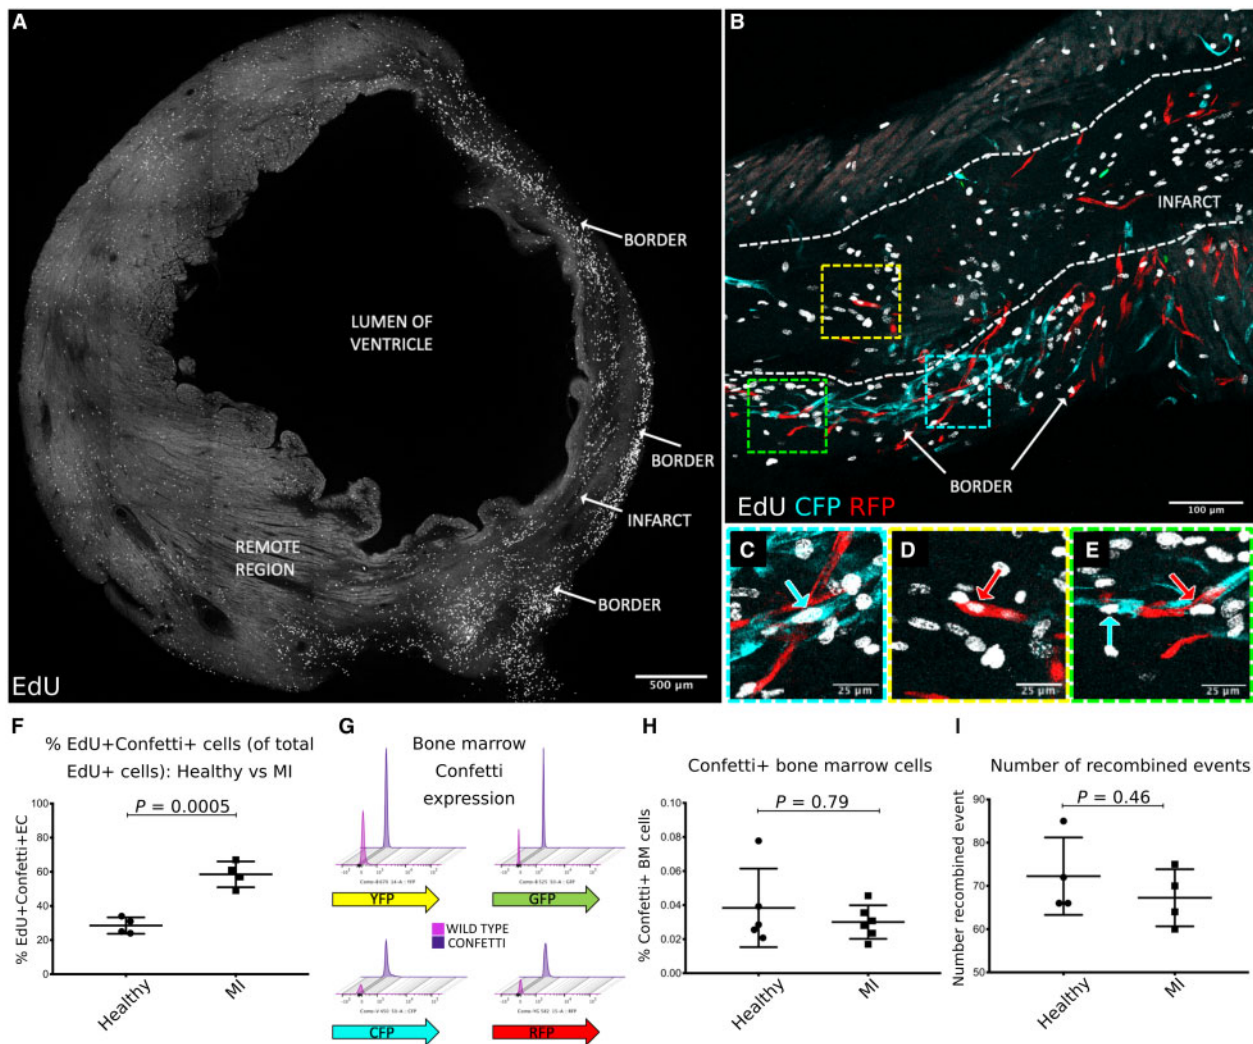 A
BORDER
LUMEN OF
VENTRICLE
BORDER
INFARCT
REMOTE
REGION
BORDER
EdU
500 µm
B
INFARCT
BORDER
EdU CFP RFP
100 µm
C
25 µm
D
25 µm
E
25 µm
F
% EdU+Confetti+ cells (of total
EdU+ cells): Healthy vs MI
P = 0.0005
% EdU+Confetti+EC
100
80
60
40
20
0
Healthy
MI
G
Bone marrow
Confetti
expression
YFP
GFP
WILD TYPE
CONFETTI
CFP
RFP
H
Confetti+ bone marrow cells
P = 0.79
% Confetti+ BM cells
0.10
0.08
0.06
0.04
0.02
0.00
Healthy
MI
I
Number of recombined events
P = 0.46
Number recombined event
90
80
70
60
50
Healthy
MI